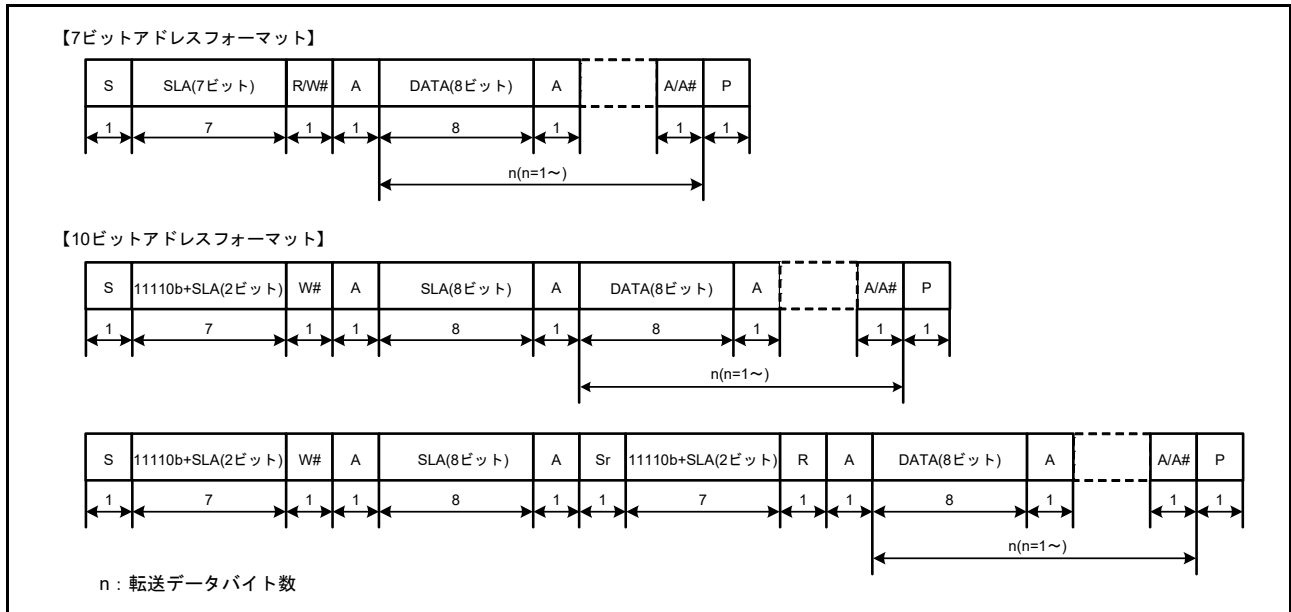 【7ビットアドレスフォーマット】
S SLA(7ビット) R/W# A DATA(8ビット) A A/A# P
1 7 1 1 8 1 1 1
n(n=1～)
【10ビットアドレスフォーマット】
S 11110b+SLA(2ビット) W# A SLA(8ビット) A DATA(8ビット) A A/A# P
1 7 1 1 8 1 8 1 1 1
n(n=1～)
S 11110b+SLA(2ビット) W# A SLA(8ビット) A Sr 11110b+SLA(2ビット) R A DATA(8ビット) A A/A# P
1 7 1 1 8 1 1 7 1 1 8 1 1 1
n(n=1～)
n：転送データバイト数